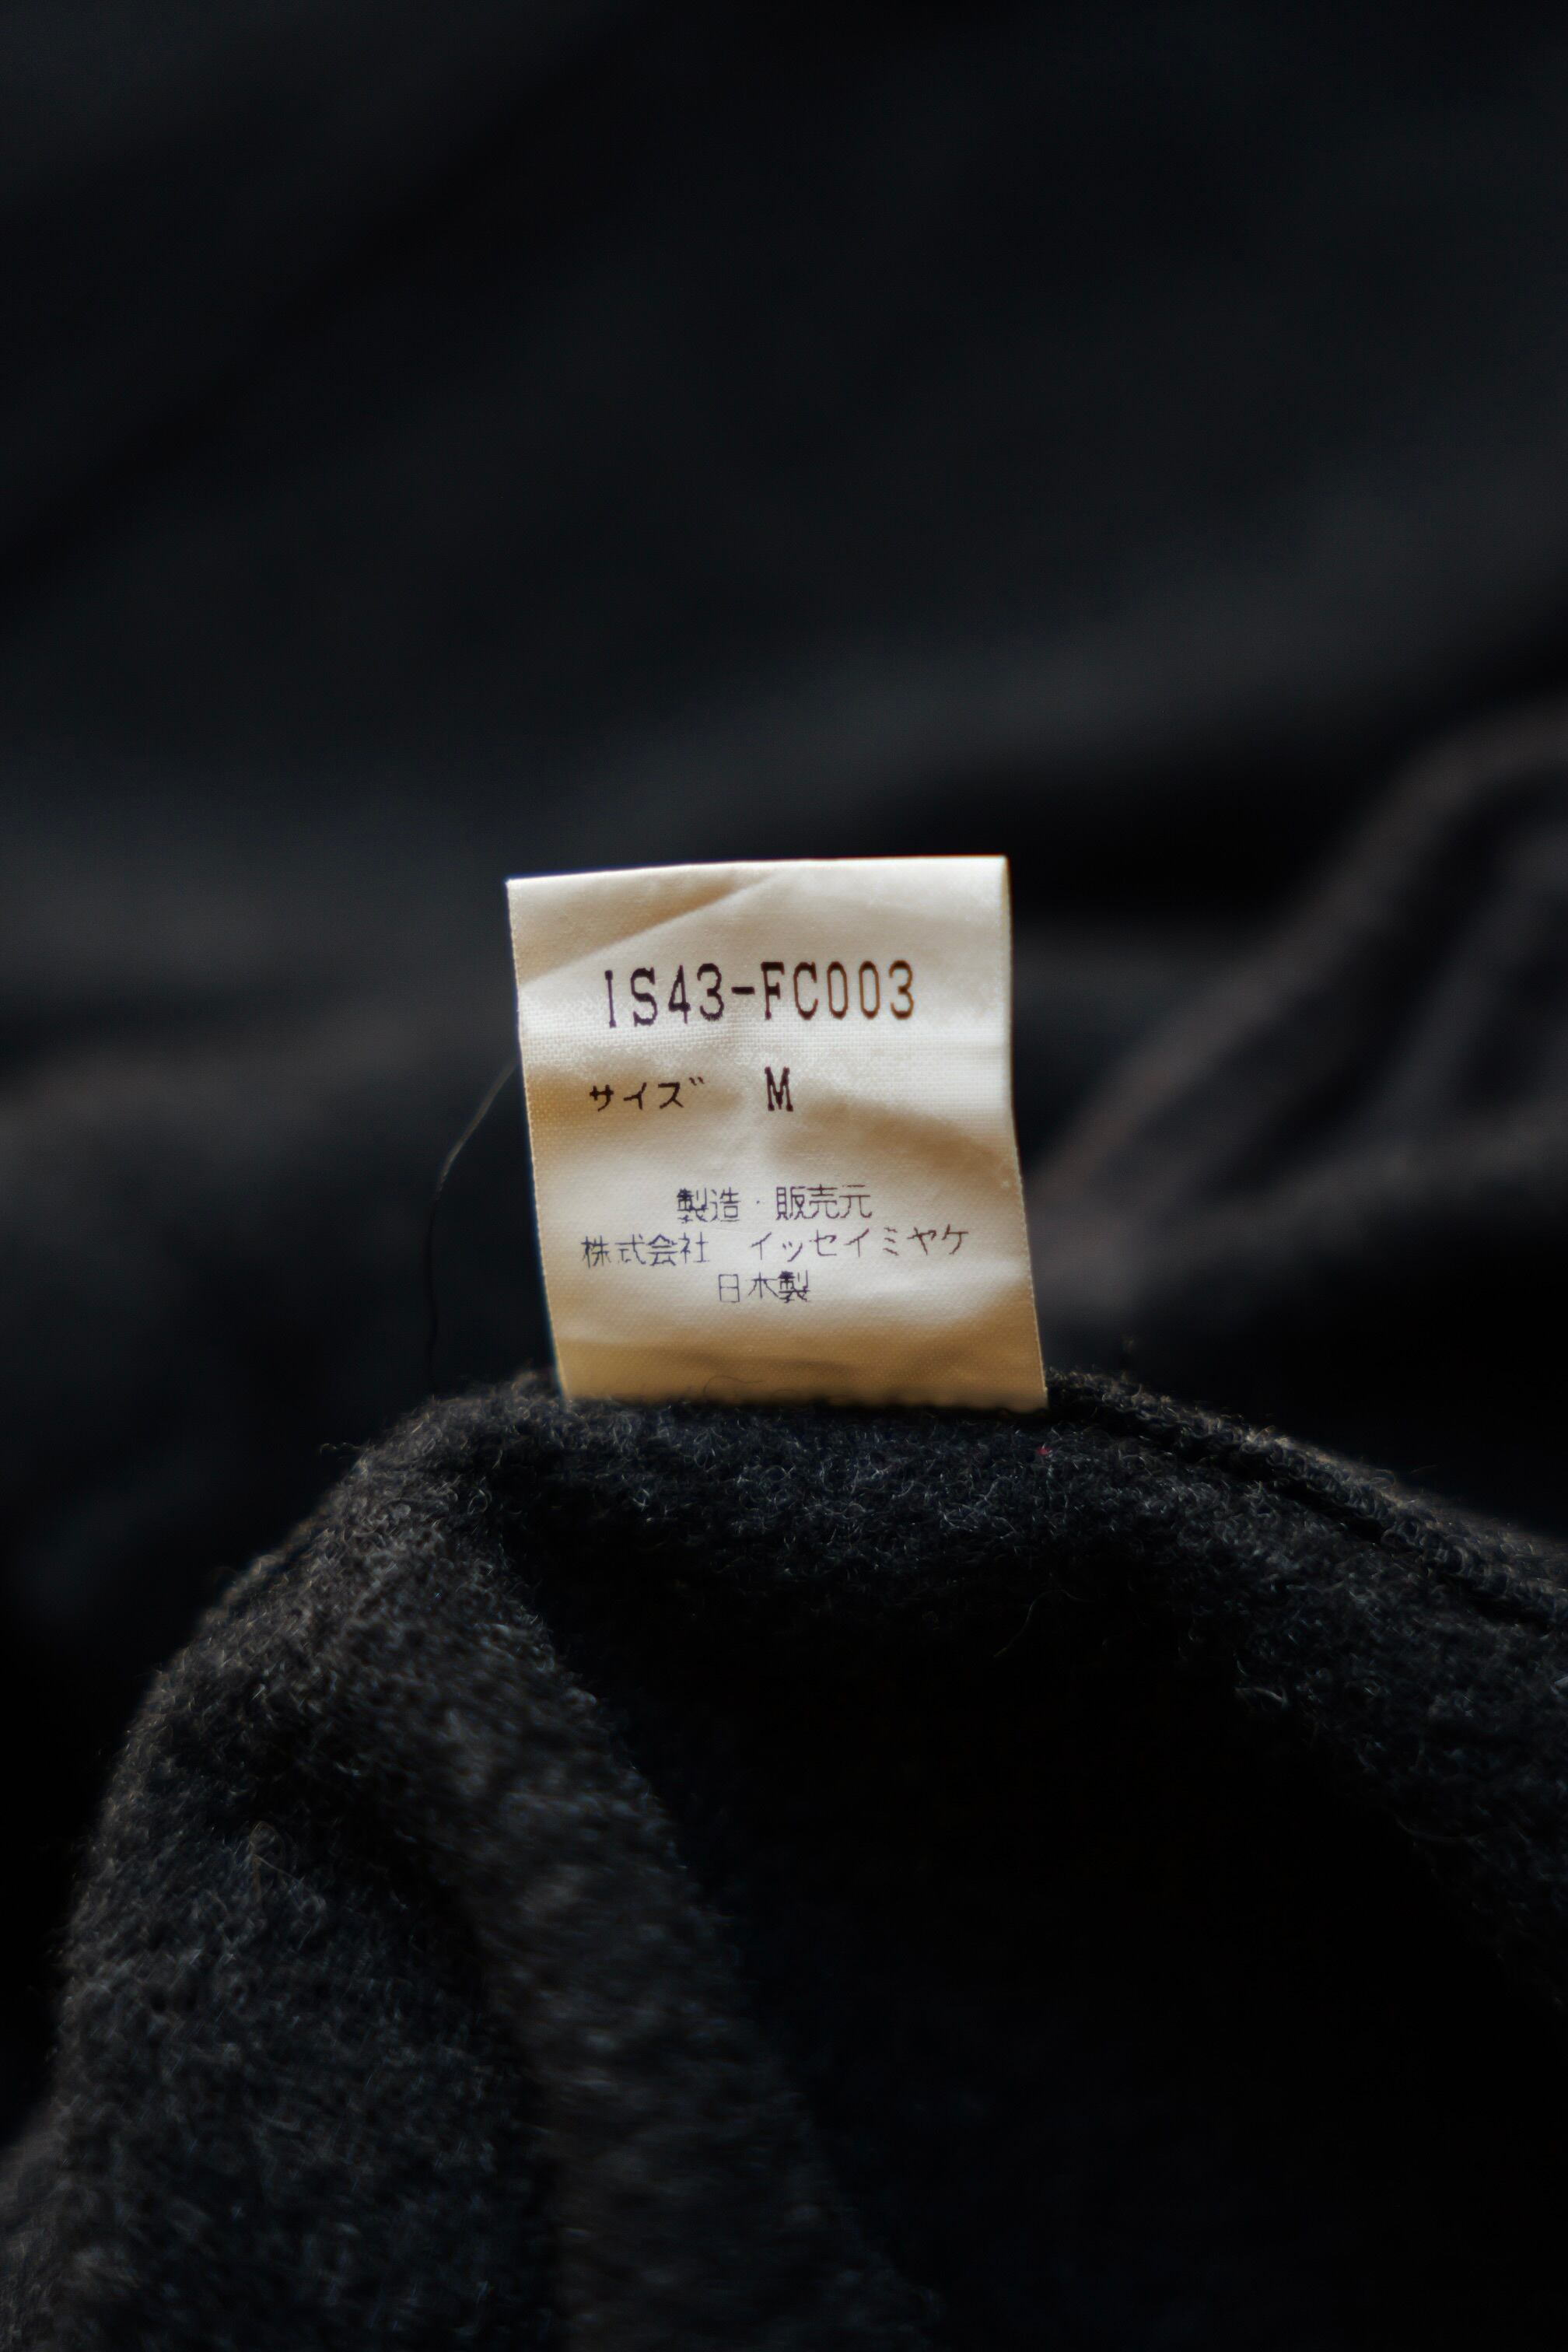 IS43-FC003
サイズ M
製造・販売元
株式会社 イッセイミヤケ
日本製